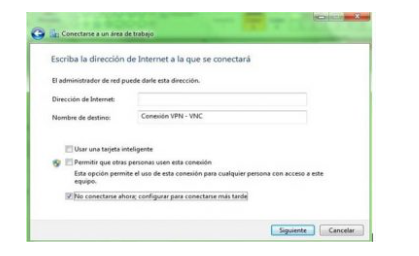 Conectarse a un área de trabajo
Escriba la dirección de Internet a la que se conectará
El administrador de red puede darle esta dirección.
Dirección de Internet:
Nombre de destino: Conexión VPN - VNC
Usar una tarjeta inteligente
Permitir que otras personas usen esta conexión
Esta opción permite el uso de esta conexión para cualquier persona con acceso a este
equipo.
No conectarse ahora; configurar para conectarse más tarde
Siguiente Cancelar